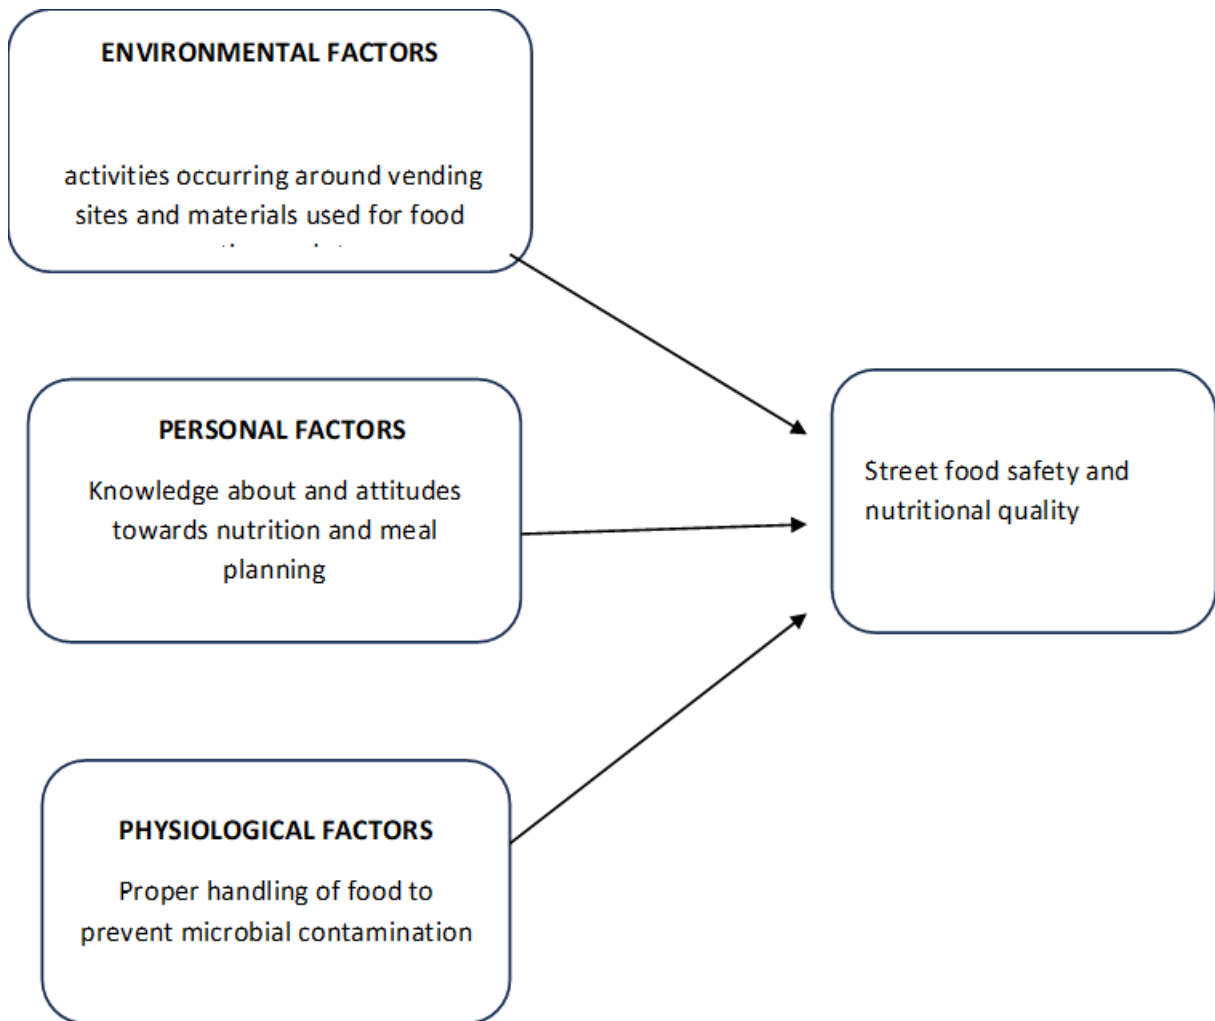 ENVIRONMENTAL FACTORS
activities occurring around vending
sites and materials used for food
PERSONAL FACTORS
Knowledge about and attitudes
towards nutrition and meal
planning
Street food safety and
nutritional quality
PHYSIOLOGICAL FACTORS
Proper handling of food to
prevent microbial contamination